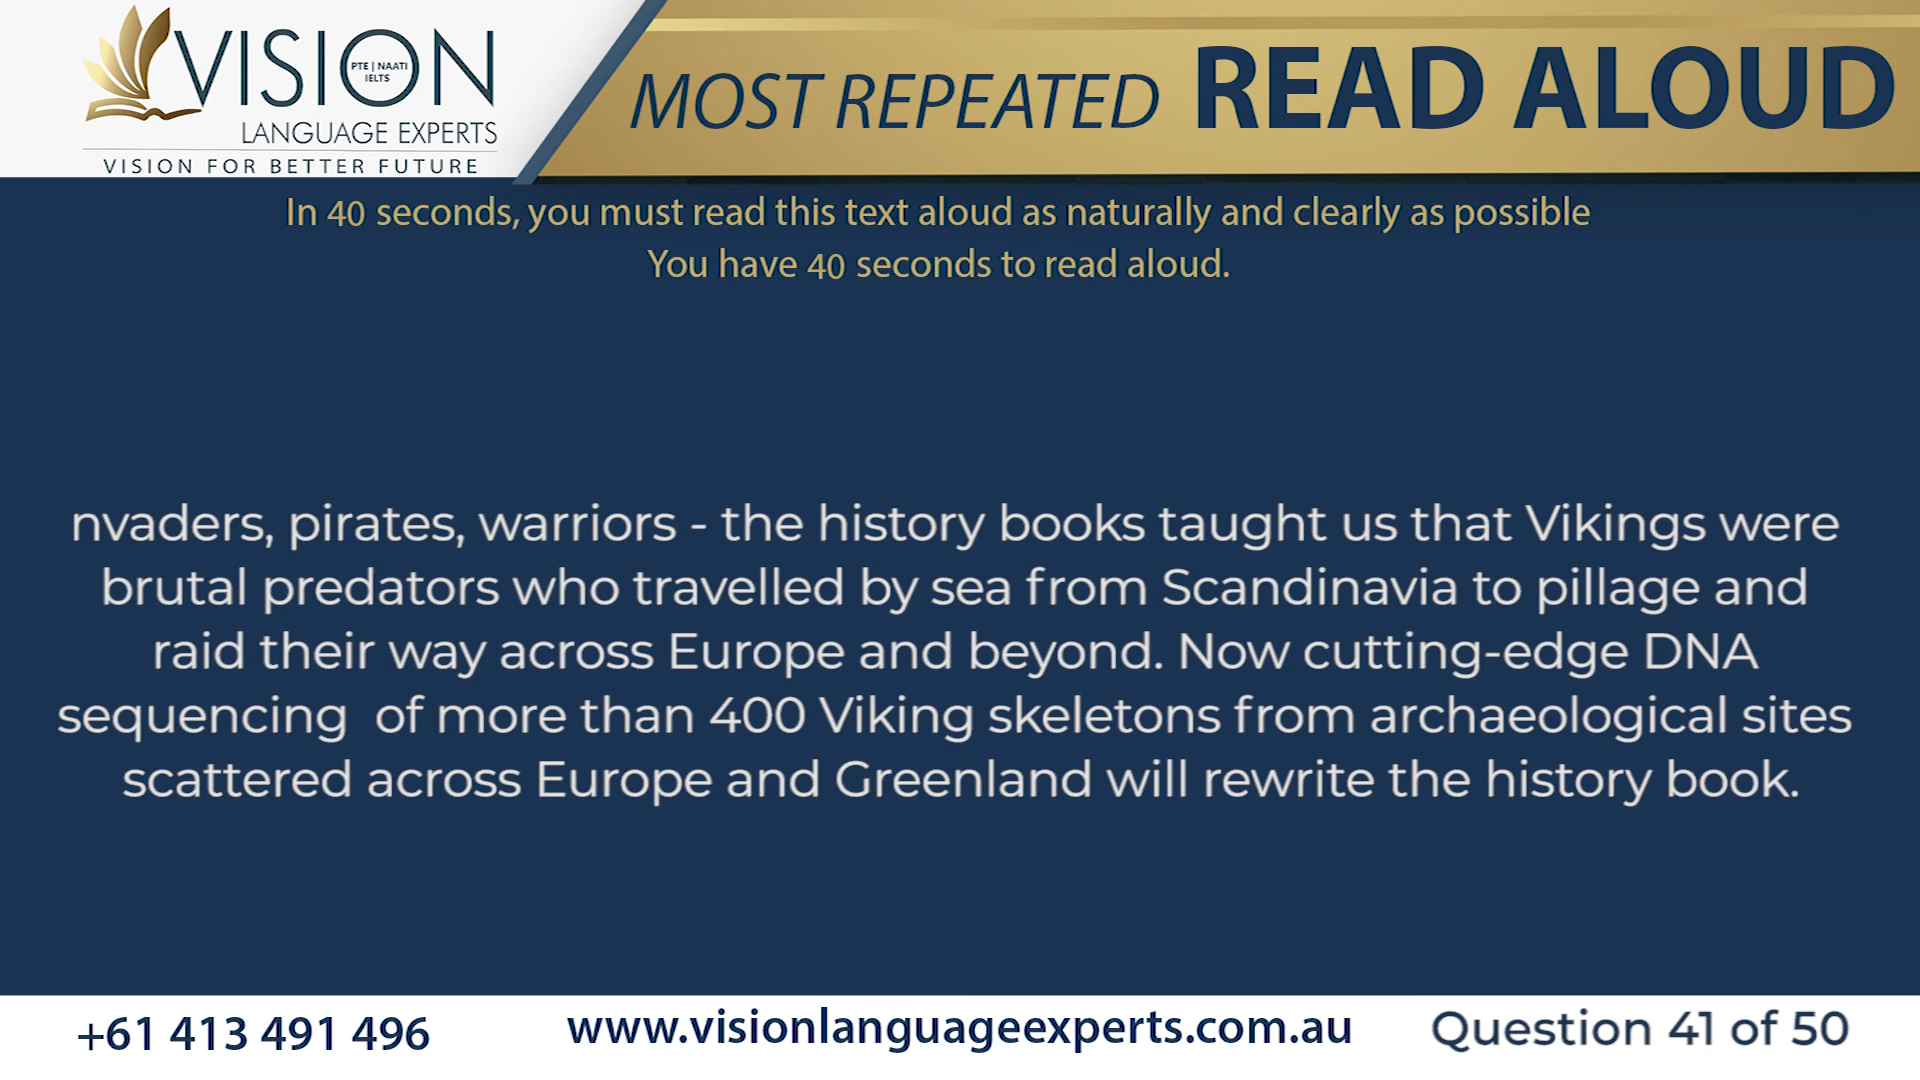 VISION
PTE | NAATI
IELTS
LANGUAGE EXPERTS
VISION FOR BETTER FUTURE
MOST REPEATED READ ALOUD
In 40 seconds, you must read this text aloud as naturally and clearly as possible
You have 40 seconds to read aloud.
nvaders, pirates, warriors - the history books taught us that Vikings were
brutal predators who travelled by sea from Scandinavia to pillage and
raid their way across Europe and beyond. Now cutting-edge DNA
sequencing  of more than 400 Viking skeletons from archaeological sites
scattered across Europe and Greenland will rewrite the history book.
+61 413 491 496
www.visionlanguageexperts.com.au
Question 41 of 50